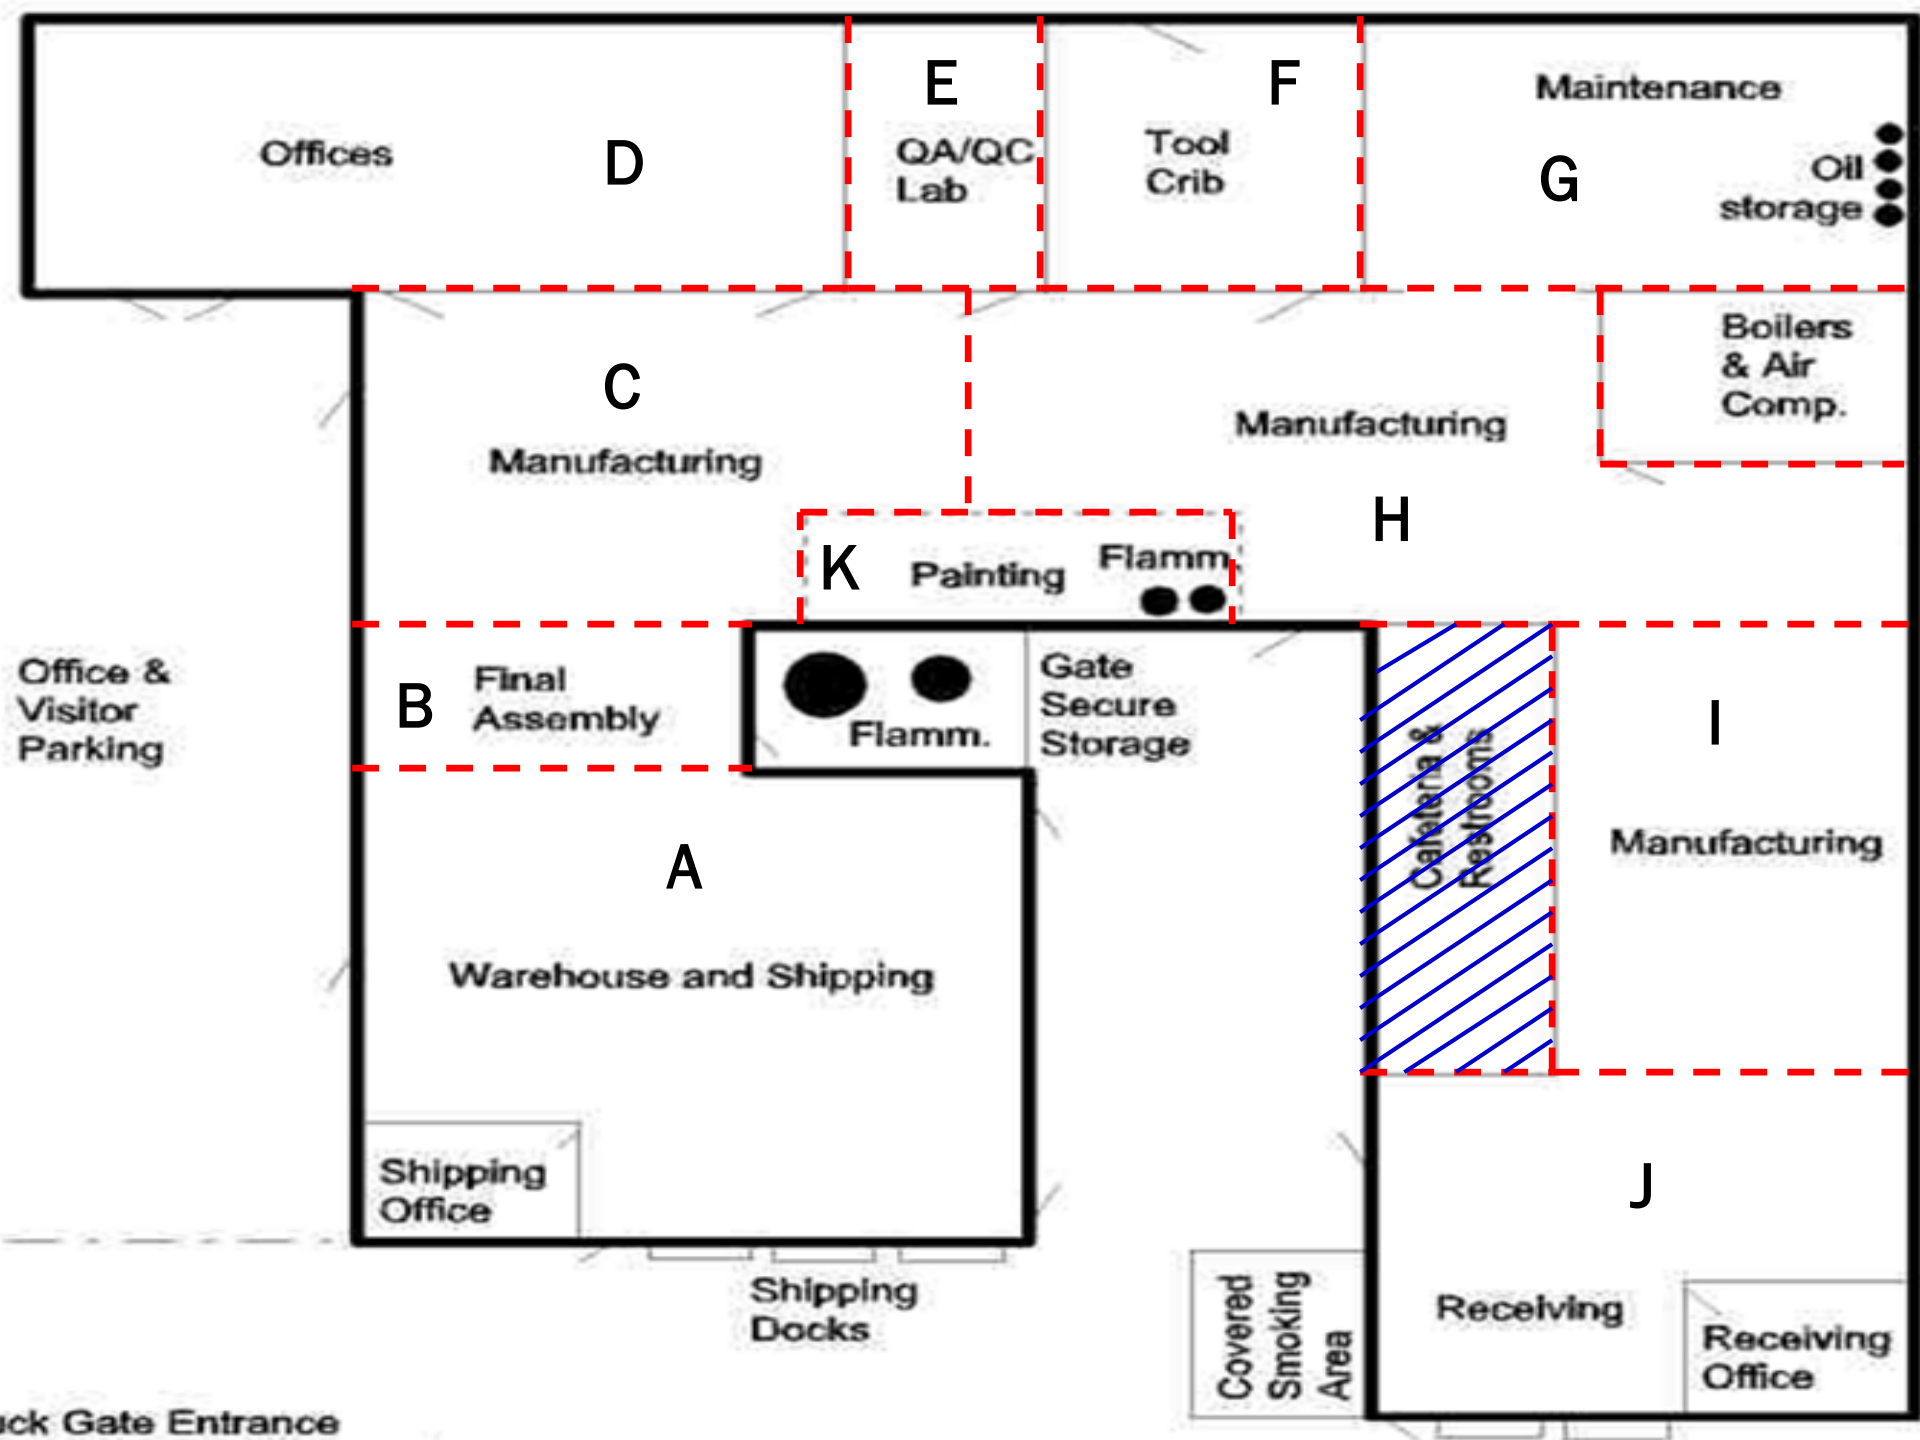 E
F
Maintenance
Offices
D
QA/QC
Lab
Tool
Crib
G
Oil
storage
C
Manufacturing
Manufacturing
Boilers
& Air
Comp.
H
K
Painting
Flamm.
Office &
Visitor
Parking
B
Final
Assembly
Flamm.
Gate
Secure
Storage
Cafeteria &
Restrooms
I
Manufacturing
A
Warehouse and Shipping
Shipping
Office
J
Shipping
Docks
Covered
Smoking
Area
Receiving
Receiving
Office
Gate Entrance